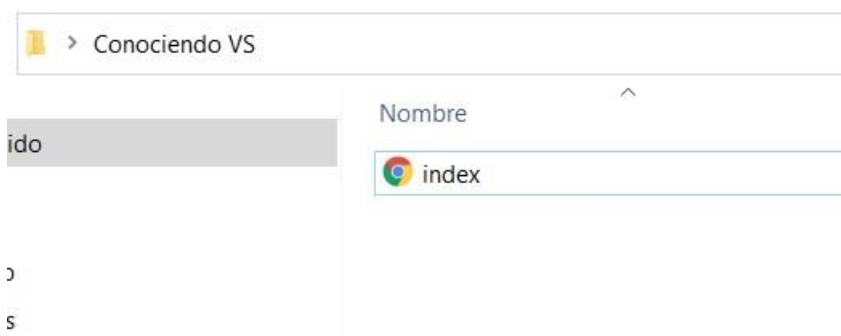 Conociendo VS
Nombre
ido
index
o
s